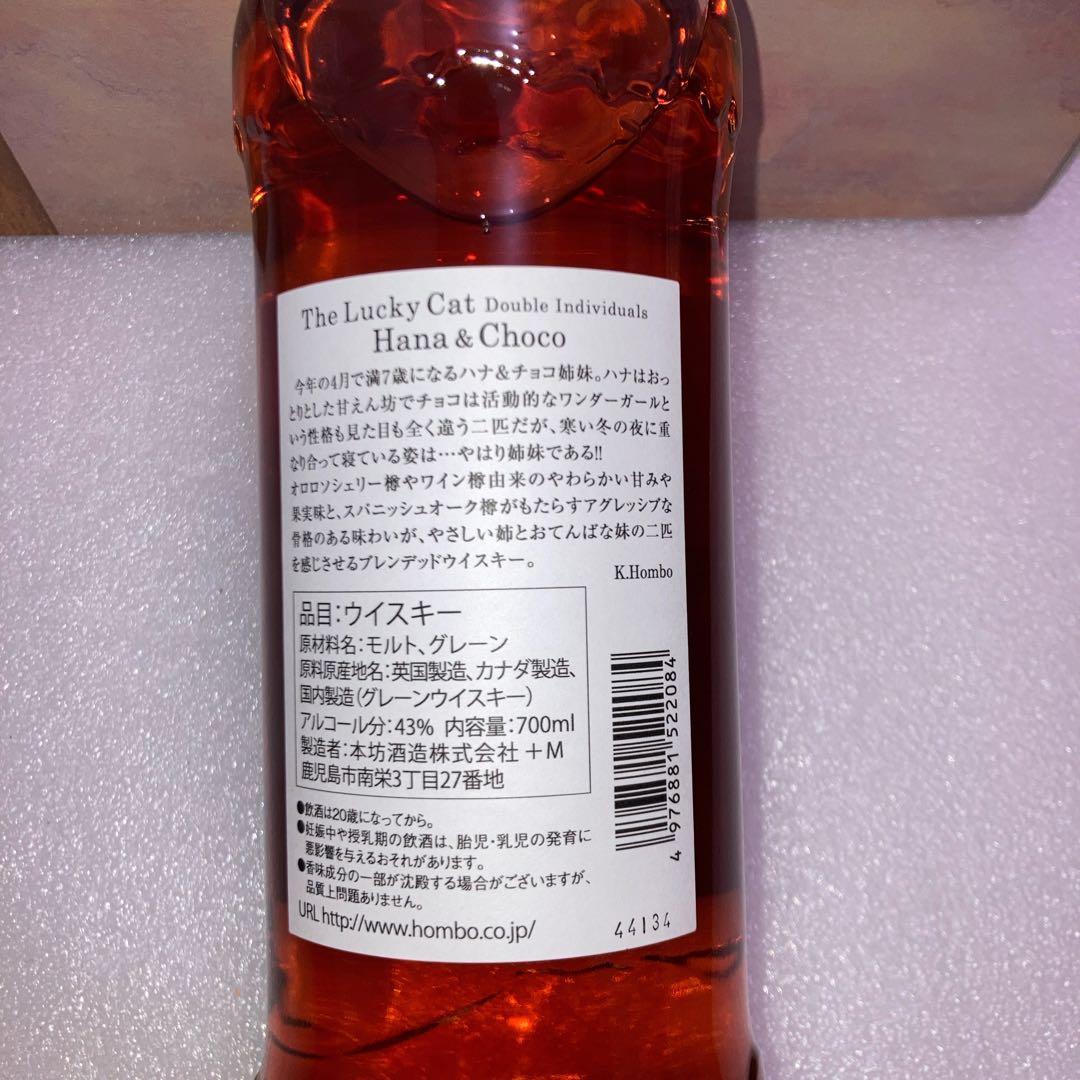 The Lucky Cat Double Individuals
Hana & Choco
今年の4月で満7歳になるハナ&チョコ姉妹。ハナはおっ
とりとした甘えん坊でチョコは活動的なワンダーガールと
いう性格も見た目も全く違う二匹だが、寒い冬の夜に重
なり合って寝ている姿は…やはり姉妹である!!
オロロソシェリー樽やワイン樽由来のやわらかい甘みや
果実味と、スパニッシュオーク樽がもたらすアグレッシブな
骨格のある味わいが、やさしい姉とおてんばな妹の二匹
を感じさせるブレンデッドウイスキー。
K.Hombo
品目:ウイスキー
原材料名:モルト、グレーン
原料原産地名:英国製造、カナダ製造、
国内製造(グレーンウイスキー)
アルコール分:43% 内容量:700ml
製造者:本坊酒造株式会社 +M
鹿児島市南栄3丁目27番地
4 976881 522084
●飲酒は20歳になってから。
●妊娠中や授乳期の飲酒は、胎児・乳児の発育に
悪影響を与えるおそれがあります。
●香味成分の一部が沈殿する場合がございますが、
品質上問題ありません。
URL http://www.hombo.co.jp/
44134